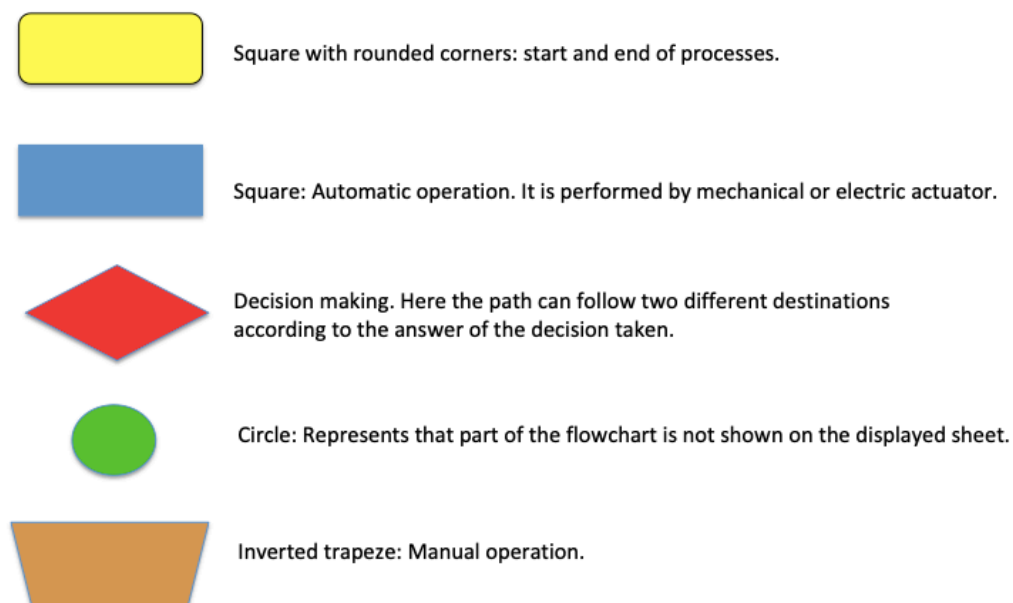 Square with rounded corners: start and end of processes.
Square: Automatic operation. It is performed by mechanical or electric actuator.
Decision making. Here the path can follow two different destinations
according to the answer of the decision taken.
Circle: Represents that part of the flowchart is not shown on the displayed sheet.
Inverted trapeze: Manual operation.